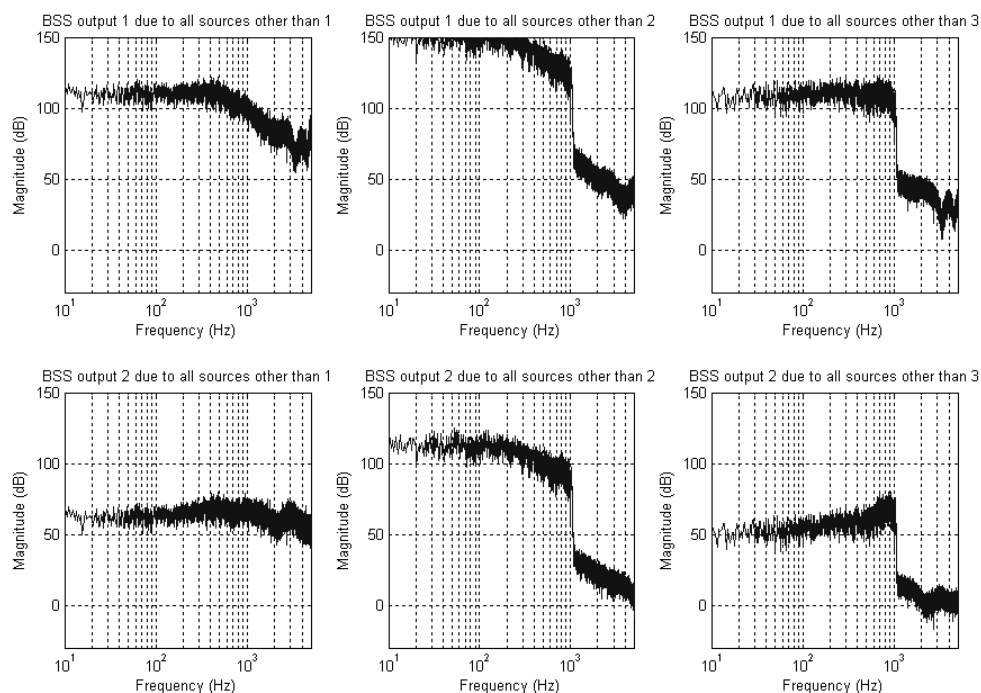 BSS output 1 due to all sources other than 1
BSS output 1 due to all sources other than 2
BSS output 1 due to all sources other than 3
150
100
50
0
Magnitude (dB)
10^1
10^2
10^3
Frequency (Hz)
150
100
50
0
Magnitude (dB)
10^1
10^2
10^3
Frequency (Hz)
150
100
50
0
Magnitude (dB)
10^1
10^2
10^3
Frequency (Hz)
BSS output 2 due to all sources other than 1
BSS output 2 due to all sources other than 2
BSS output 2 due to all sources other than 3
150
100
50
0
Magnitude (dB)
10^1
10^2
10^3
Frequency (Hz)
150
100
50
0
Magnitude (dB)
10^1
10^2
10^3
Frequency (Hz)
150
100
50
0
Magnitude (dB)
10^1
10^2
10^3
Frequency (Hz)